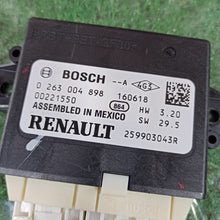 BOSCH --A AG3
0 263 004 898 160618
00221550 864 HW 3.20
ASSEMBLED IN MEXICO SW 29.5
RENAULT 259903043R